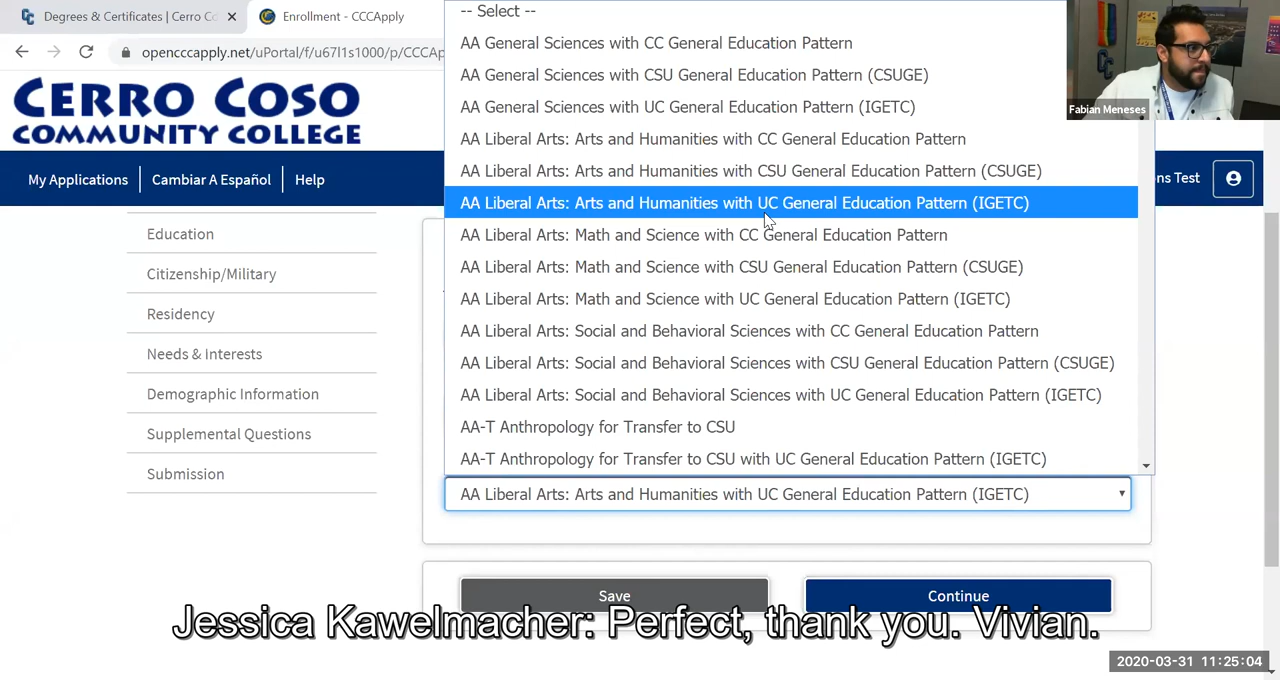 Degrees & Certificates | Cerro Co
Enrollment - CCCApply
opencccapply.net/uPortal/f/u67l1s1000/p/CCCAp
CERRO COSO
COMMUNITY COLLEGE
My Applications
Cambiar A Español
Help
ns Test
Education
Citizenship/Military
Residency
Needs & Interests
Demographic Information
Supplemental Questions
Submission
-- Select --
AA General Sciences with CC General Education Pattern
AA General Sciences with CSU General Education Pattern (CSUGE)
AA General Sciences with UC General Education Pattern (IGETC)
AA Liberal Arts: Arts and Humanities with CC General Education Pattern
AA Liberal Arts: Arts and Humanities with CSU General Education Pattern (CSUGE)
AA Liberal Arts: Arts and Humanities with UC General Education Pattern (IGETC)
AA Liberal Arts: Math and Science with CC General Education Pattern
AA Liberal Arts: Math and Science with CSU General Education Pattern (CSUGE)
AA Liberal Arts: Math and Science with UC General Education Pattern (IGETC)
AA Liberal Arts: Social and Behavioral Sciences with CC General Education Pattern
AA Liberal Arts: Social and Behavioral Sciences with CSU General Education Pattern (CSUGE)
AA Liberal Arts: Social and Behavioral Sciences with UC General Education Pattern (IGETC)
AA-T Anthropology for Transfer to CSU
AA-T Anthropology for Transfer to CSU with UC General Education Pattern (IGETC)
AA Liberal Arts: Arts and Humanities with UC General Education Pattern (IGETC)
Save
Continue
Fabian Meneses
Jessica Kawelmacher: Perfect, thank you. Vivian.
2020-03-31 11:25:04